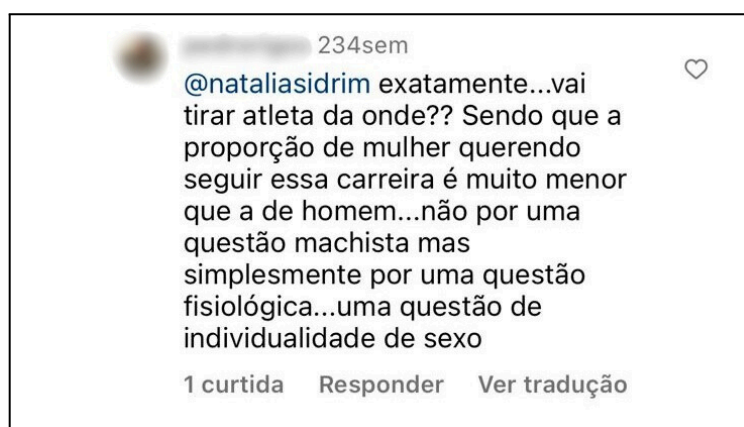 234sem
@nataliasidrim exatamente...vai
tirar atleta da onde?? Sendo que a
proporção de mulher querendo
seguir essa carreira é muito menor
que a de homem...não por uma
questão machista mas
simplesmente por uma questão
fisiológica...uma questão de
individualidade de sexo
1 curtida Responder Ver tradução